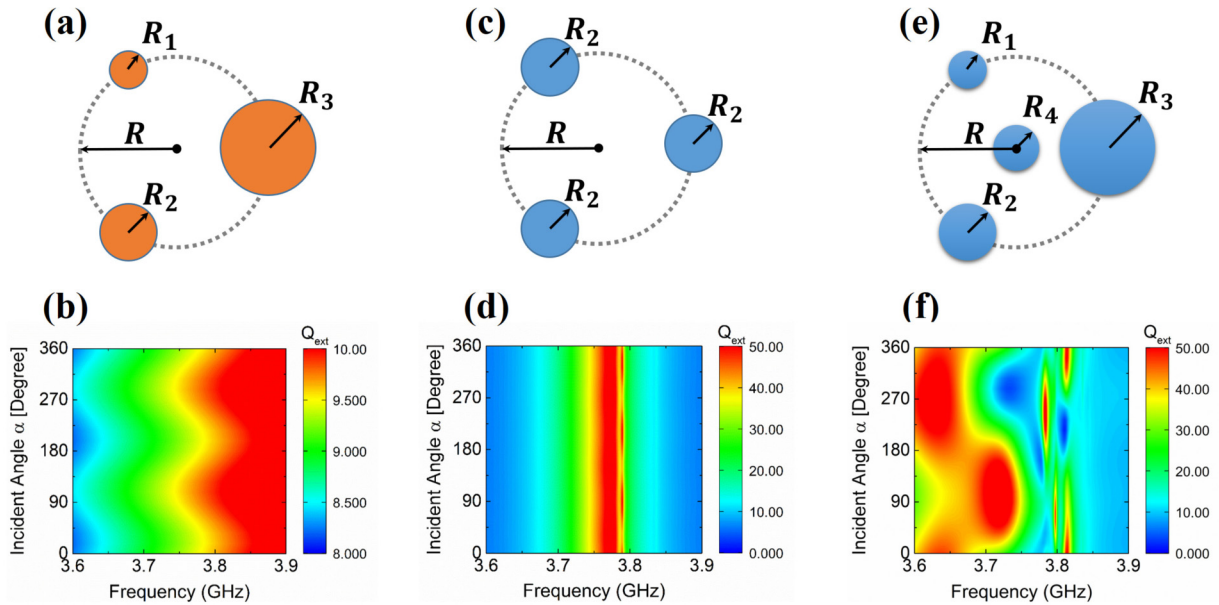 (a)
R₁
R₃
R
R₂
(c)
R₂
R₂
R
R₂
(e)
R₁
R₃
R₄
R
R₂
(b)
Q_ext
360
270
180
90
0
Incident Angle α [Degree]
3.6 3.7 3.8 3.9
Frequency (GHz)
10.00
9.500
9.000
8.500
8.000
(d)
Q_ext
360
270
180
90
0
Incident Angle α [Degree]
3.6 3.7 3.8 3.9
Frequency (GHz)
50.00
40.00
30.00
20.00
10.00
0.000
(f)
Q_ext
360
270
180
90
0
Incident Angle α [Degree]
3.6 3.7 3.8 3.9
Frequency (GHz)
50.00
40.00
30.00
20.00
10.00
0.000